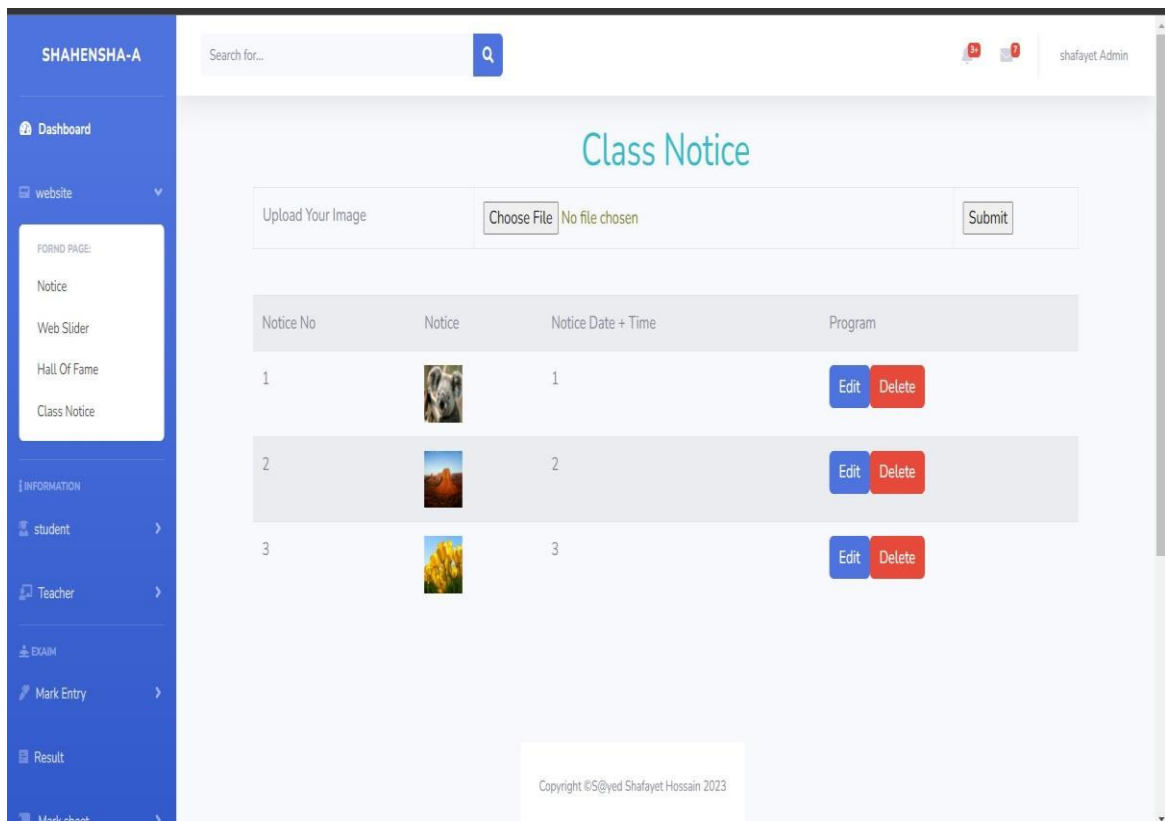 SHAHENSHA-A
Search for...
3+
7
shafayet Admin
Dashboard
website
FORND PAGE:
Notice
Web Slider
Hall Of Fame
Class Notice
INFORMATION
student
Teacher
EXAIM
Mark Entry
Result
Mark sheet
Class Notice
Upload Your Image
Choose File No file chosen
Submit
Notice No Notice Notice Date + Time Program
1 1 Edit Delete
2 2 Edit Delete
3 3 Edit Delete
Copyright ©S@yed Shafayet Hossain 2023